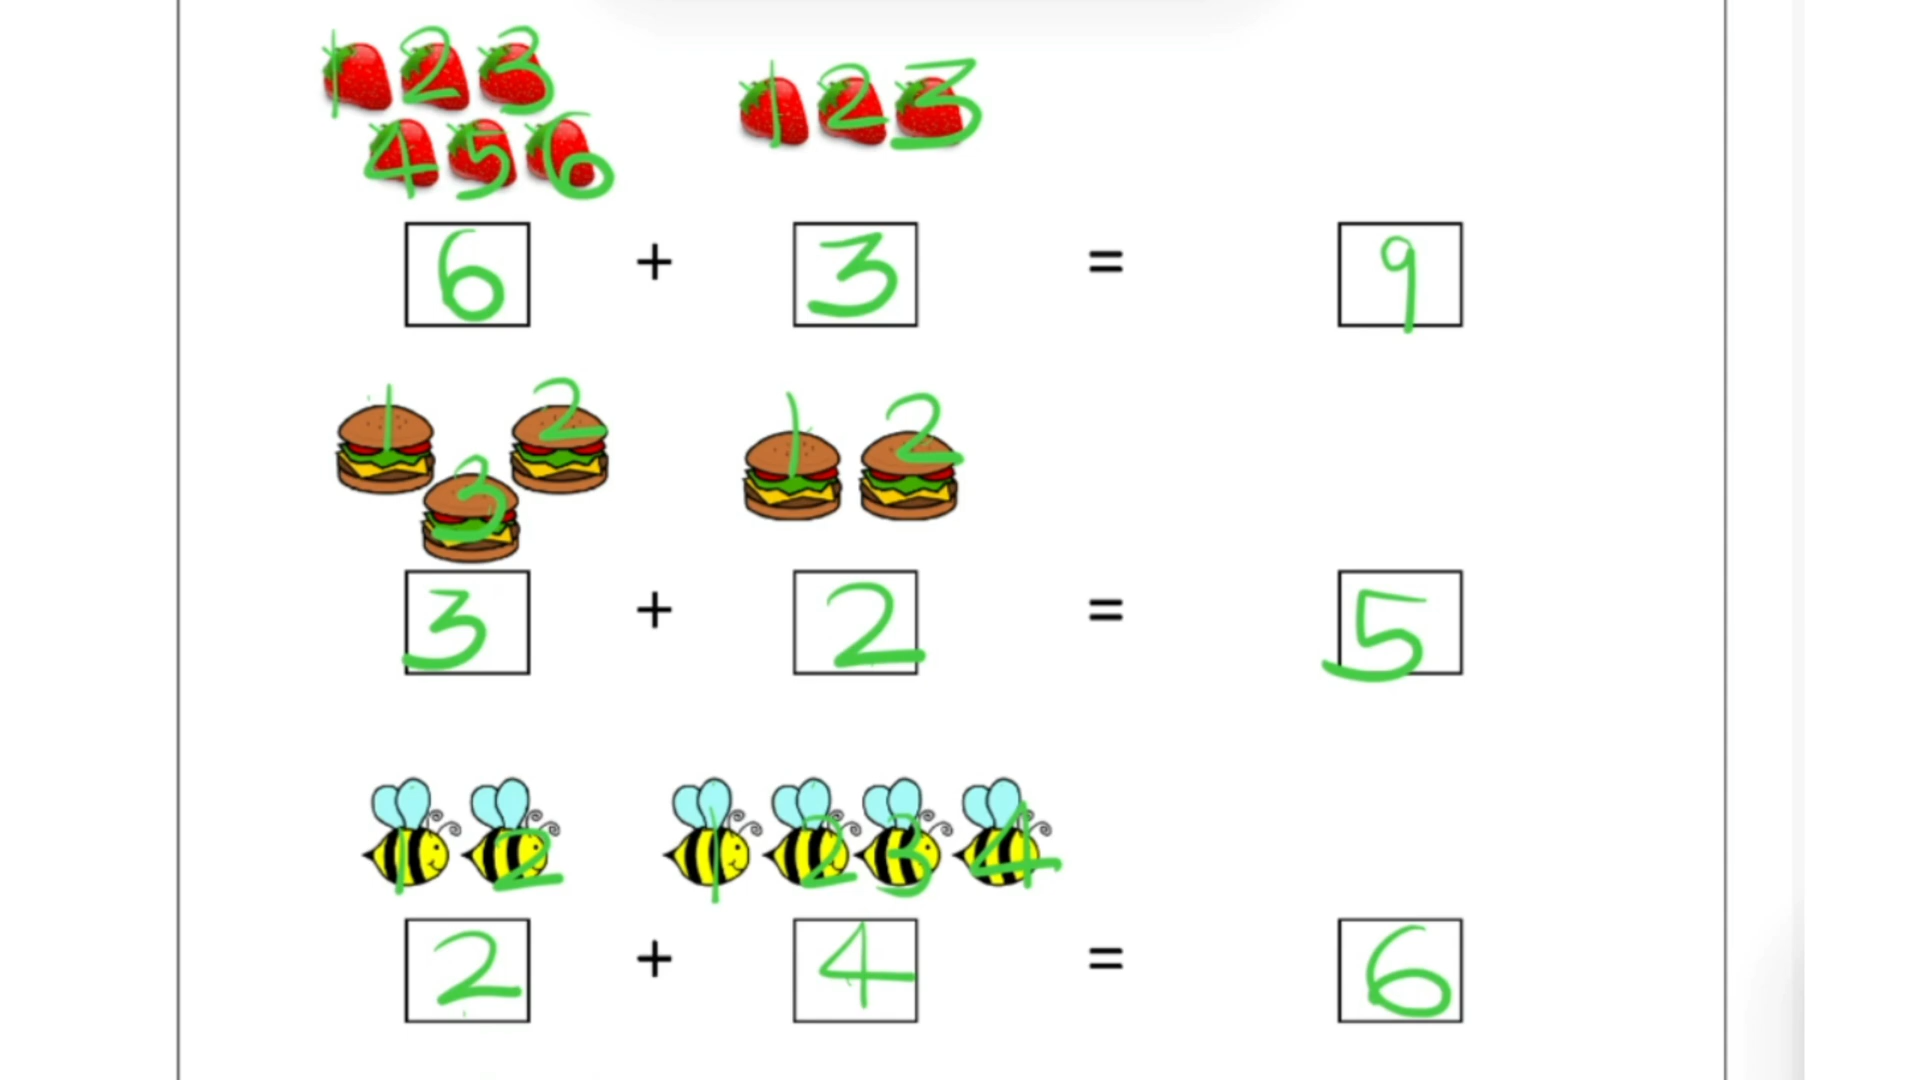 1 2 3 1 2 3
4 5 6
6 + 3 = 9
1 2 1 2
3
3 + 2 = 5
1 2 1 2 3 4
2 + 4 = 6